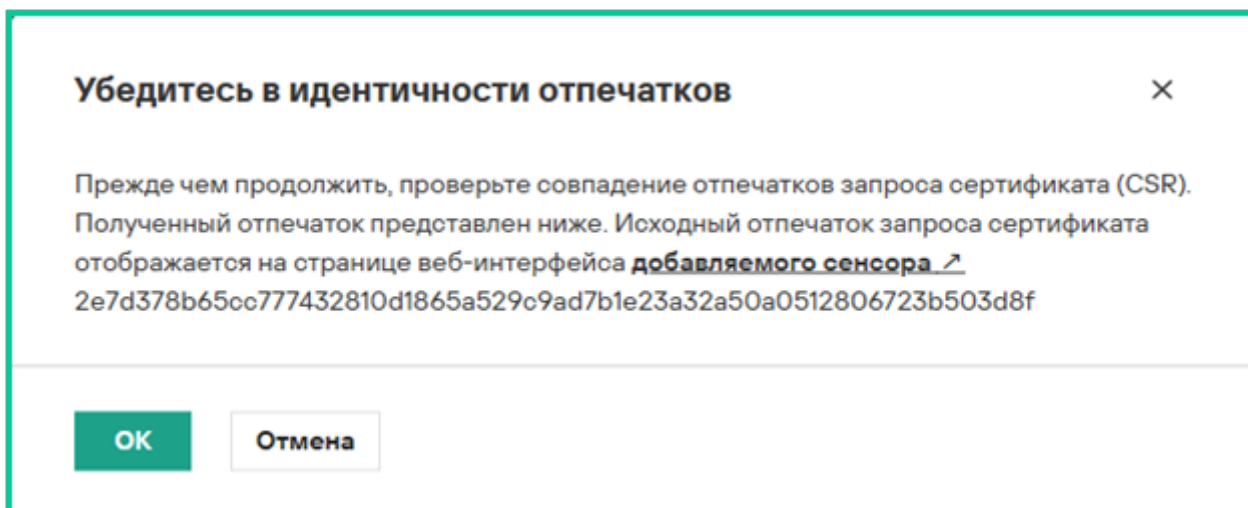 Убедитесь в идентичности отпечатков
Прежде чем продолжить, проверьте совпадение отпечатков запроса сертификата (CSR).
Полученный отпечаток представлен ниже. Исходный отпечаток запроса сертификата
отображается на странице веб-интерфейса добавляемого сенсора ↗
2e7d378b65cc777432810d1865a529c9ad7b1e23a32a50a0512806723b503d8f
ОК Отмена